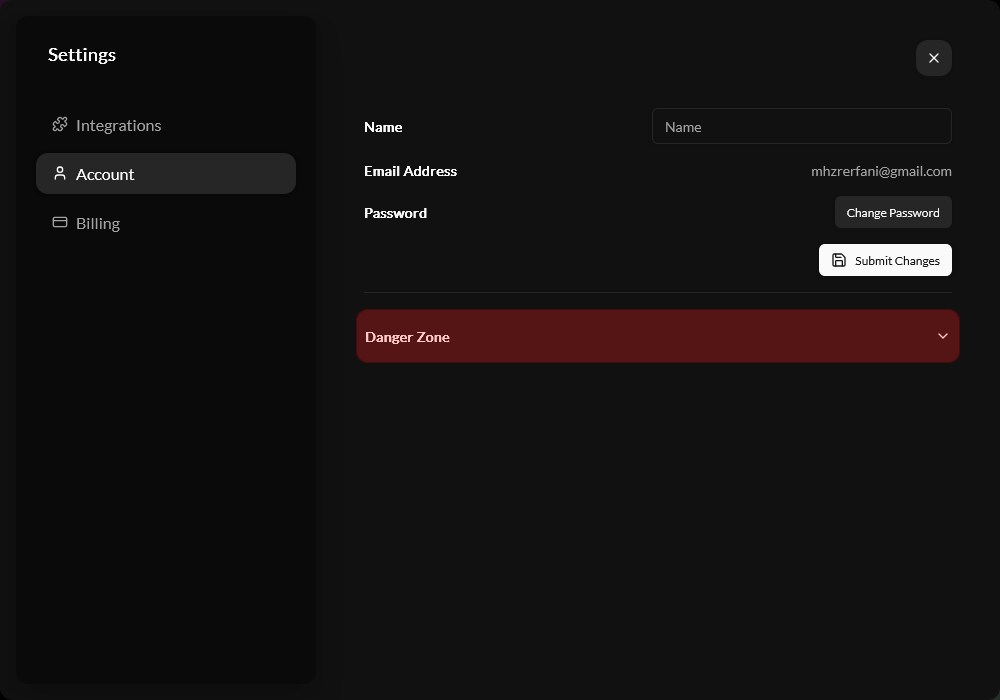 Settings
Integrations
Account
Billing
Name
Name
Email Address
mhzrerfani@gmail.com
Password
Change Password
Submit Changes
Danger Zone